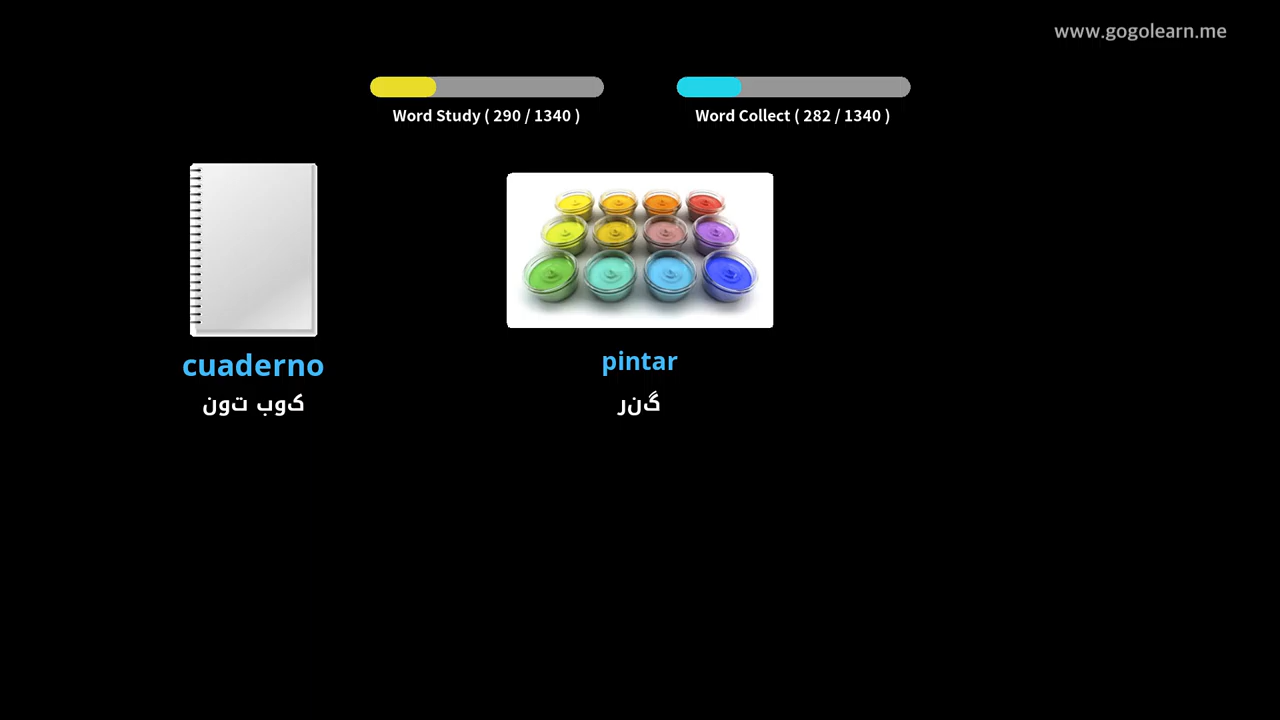 www.gogolearn.me
Word Study ( 290 / 1340 )
Word Collect ( 282 / 1340 )
cuaderno
کوب تون
pintar
گنر